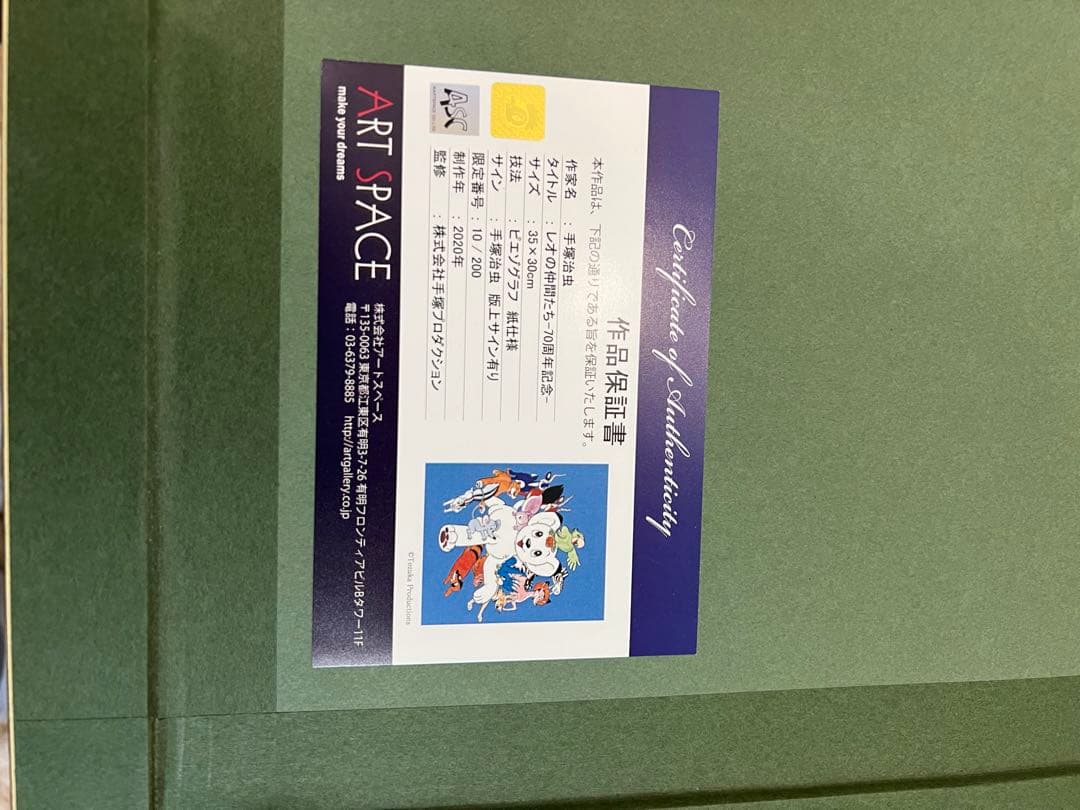 Certificate of Authenticity
作品保証書
本作品は、下記の通りである旨を保証いたします。
作家名 : 手塚治虫
タイトル : レオの仲間たち-70周年記念-
サイズ : 35×30cm
技法 : ピエゾグラフ 紙仕様
サイン : 手塚治虫 版上サイン有り
限定番号 : 10 / 200
制作年 : 2020年
監修 : 株式会社手塚プロダクション
ASC
©Tezuka Productions
ART SPACE
make your dreams
株式会社アートスペース
〒135-0063 東京都江東区有明3-7-26 有明フロンティアビルBタワー11F
電話：03-6379-8885 http://artgallery.co.jp